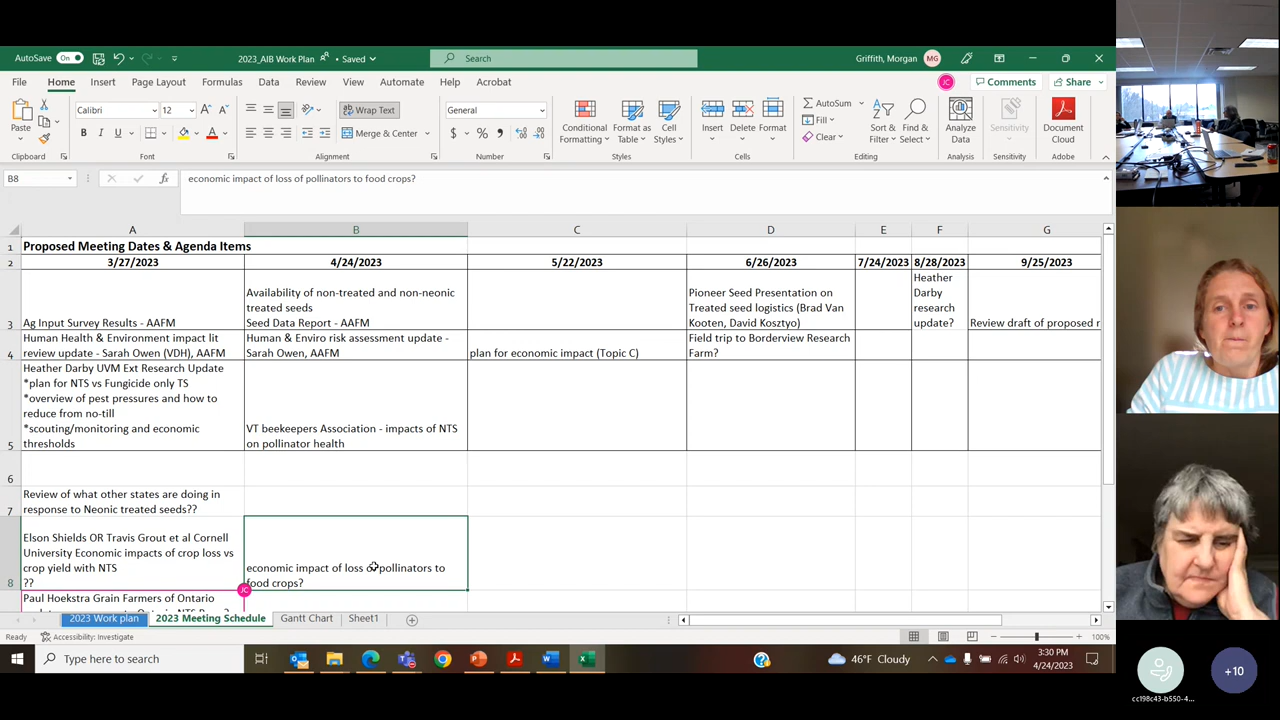 AutoSave On 2023_AIB Work Plan • Saved Search Griffith, Morgan MG
File Home Insert Page Layout Formulas Data Review View Automate Help Acrobat JC Comments Share
Calibri 12 Wrap Text General AutoSum
Paste B I U Merge & Center $ % Conditional Formatting Format as Table Cell Styles Insert Delete Format Fill Clear Sort & Filter Find & Select Analyze Data Sensitivity Document Cloud
Clipboard Font Alignment Number Styles Cells Editing Analysis Sensitivity Adobe
B8 fx economic impact of loss of pollinators to food crops?
A B C D E F G
1 Proposed Meeting Dates & Agenda Items
2 3/27/2023 4/24/2023 5/22/2023 6/26/2023 7/24/2023 8/28/2023 9/25/2023
3
Ag Input Survey Results - AAFM
Availability of non-treated and non-neonic
treated seeds
Seed Data Report - AAFM
Pioneer Seed Presentation on
Treated seed logistics (Brad Van
Kooten, David Kosztyo)
Heather
Darby
research
update?
Review draft of proposed r
4
Human Health & Environment impact lit
review update - Sarah Owen (VDH), AAFM
Human & Enviro risk assessment update -
Sarah Owen, AAFM
plan for economic impact (Topic C)
Field trip to Borderview Research
Farm?
5
Heather Darby UVM Ext Research Update
*plan for NTS vs Fungicide only TS
*overview of pest pressures and how to
reduce from no-till
*scouting/monitoring and economic
thresholds
VT beekeepers Association - impacts of NTS
on pollinator health
6
7
Review of what other states are doing in
response to Neonic treated seeds??
8
Elson Shields OR Travis Grout et al Cornell
University Economic impacts of crop loss vs
crop yield with NTS
??
economic impact of loss of pollinators to
food crops?
JC
Paul Hoekstra Grain Farmers of Ontario
2023 Work plan 2023 Meeting Schedule Gantt Chart Sheet1
Ready Accessibility: Investigate 100%
Type here to search 46°F Cloudy 3:30 PM
4/24/2023
cc198c43-b550-4...
+10